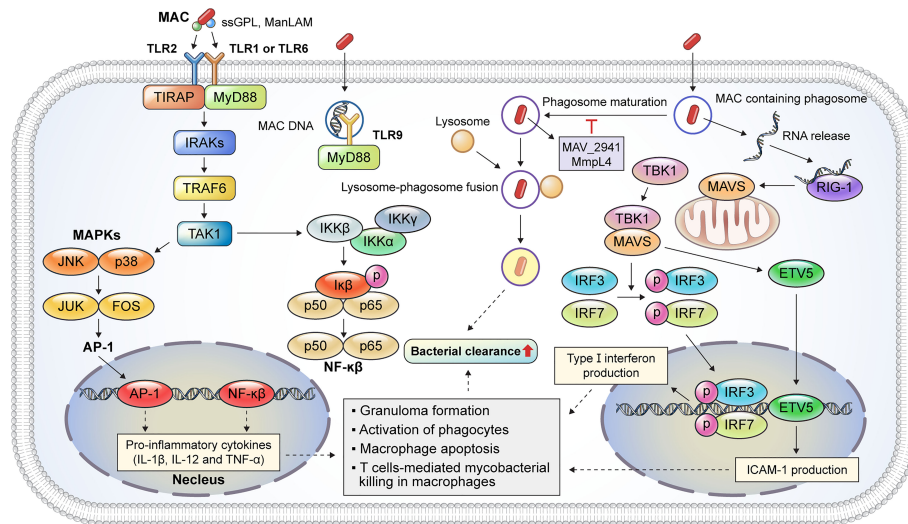 MAC
ssGPL, ManLAM
TLR2
TLR1 or TLR6
TIRAP
MyD88
IRAKs
TRAF6
TAK1
MAPKs
JNK
p38
JUK
FOS
AP-1
MAC DNA
TLR9
MyD88
IKKβ
IKKγ
IKKα
Iκβ
p
p50
p65
p50
p65
NF-κβ
Lysosome
Phagosome maturation
MAV_2941
MmpL4
Lysosome-phagosome fusion
MAC containing phagosome
RNA release
RIG-1
MAVS
TBK1
TBK1
MAVS
IRF3
IRF7
p
IRF3
p
IRF7
ETV5
Bacterial clearance
Type I interferon
production
AP-1
NF-κβ
Pro-inflammatory cytokines
(IL-1β, IL-12 and TNF-α)
Necleus
▪ Granuloma formation
▪ Activation of phagocytes
▪ Macrophage apoptosis
▪ T cells-mediated mycobacterial
killing in macrophages
p
IRF3
p
IRF7
ETV5
ICAM-1 production